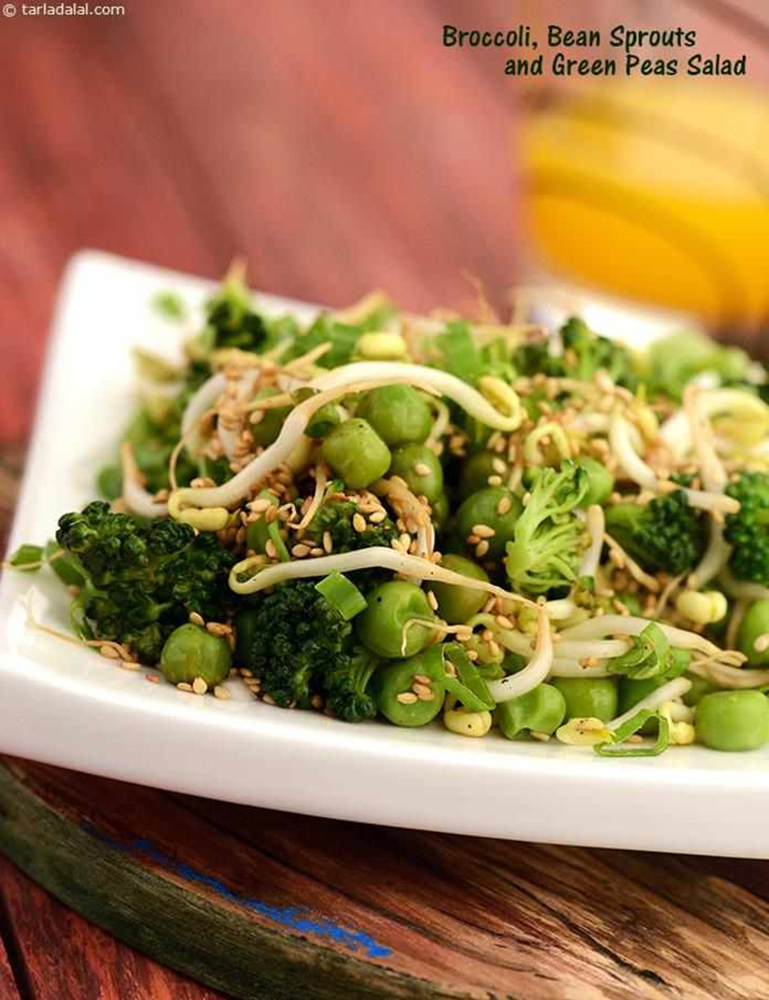 © tarladalal.com
Broccoli, Bean Sprouts
and Green Peas Salad